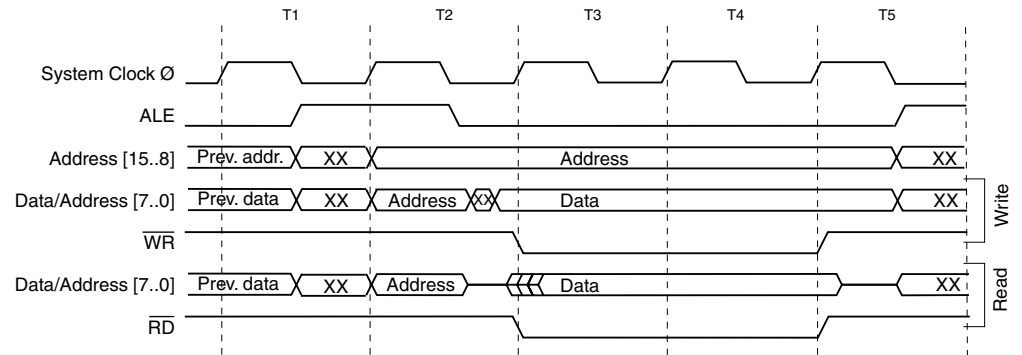 T1 T2 T3 T4 T5
System Clock Ø
ALE
Address [15..8] Prev. addr. XX Address XX
Data/Address [7..0] Prev. data XX Address XX Data XX
WR
Write
Data/Address [7..0] Prev. data XX Address Data XX
RD
Read